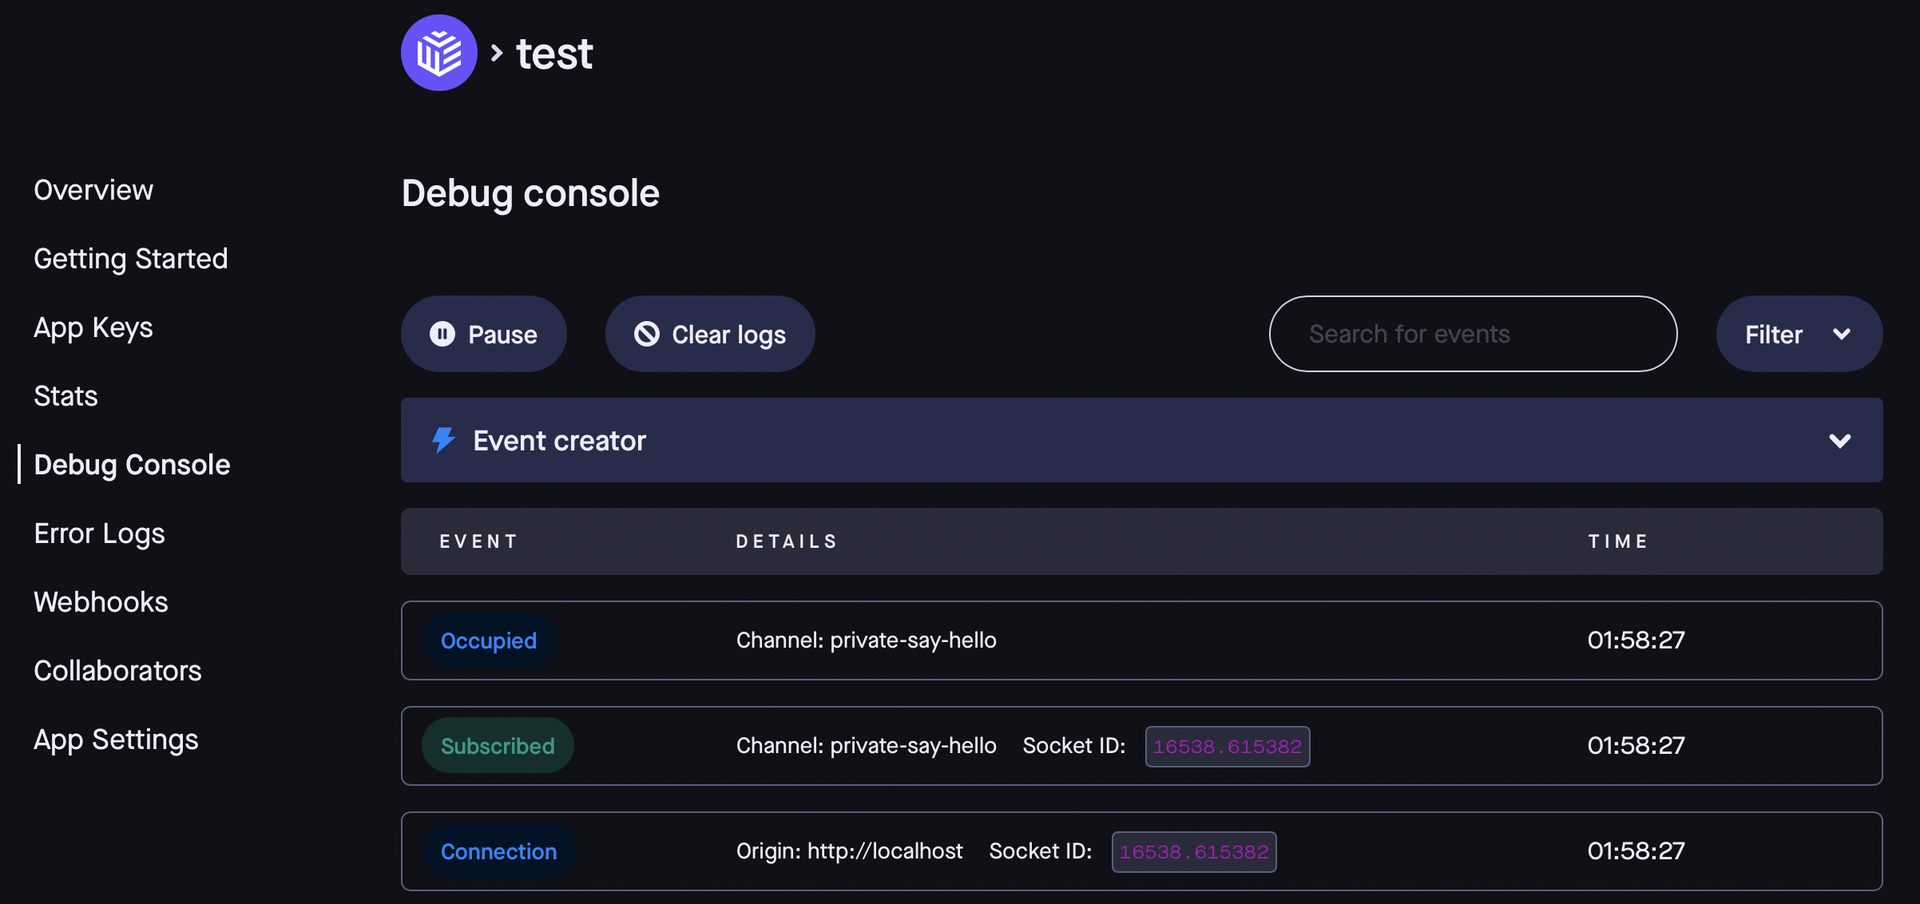 test
Overview
Getting Started
App Keys
Stats
Debug Console
Error Logs
Webhooks
Collaborators
App Settings
Debug console
Pause
Clear logs
Search for events
Filter
Event creator
EVENT DETAILS TIME
Occupied Channel: private-say-hello 01:58:27
Subscribed Channel: private-say-hello Socket ID: 16538.615382 01:58:27
Connection Origin: http://localhost Socket ID: 16538.615382 01:58:27